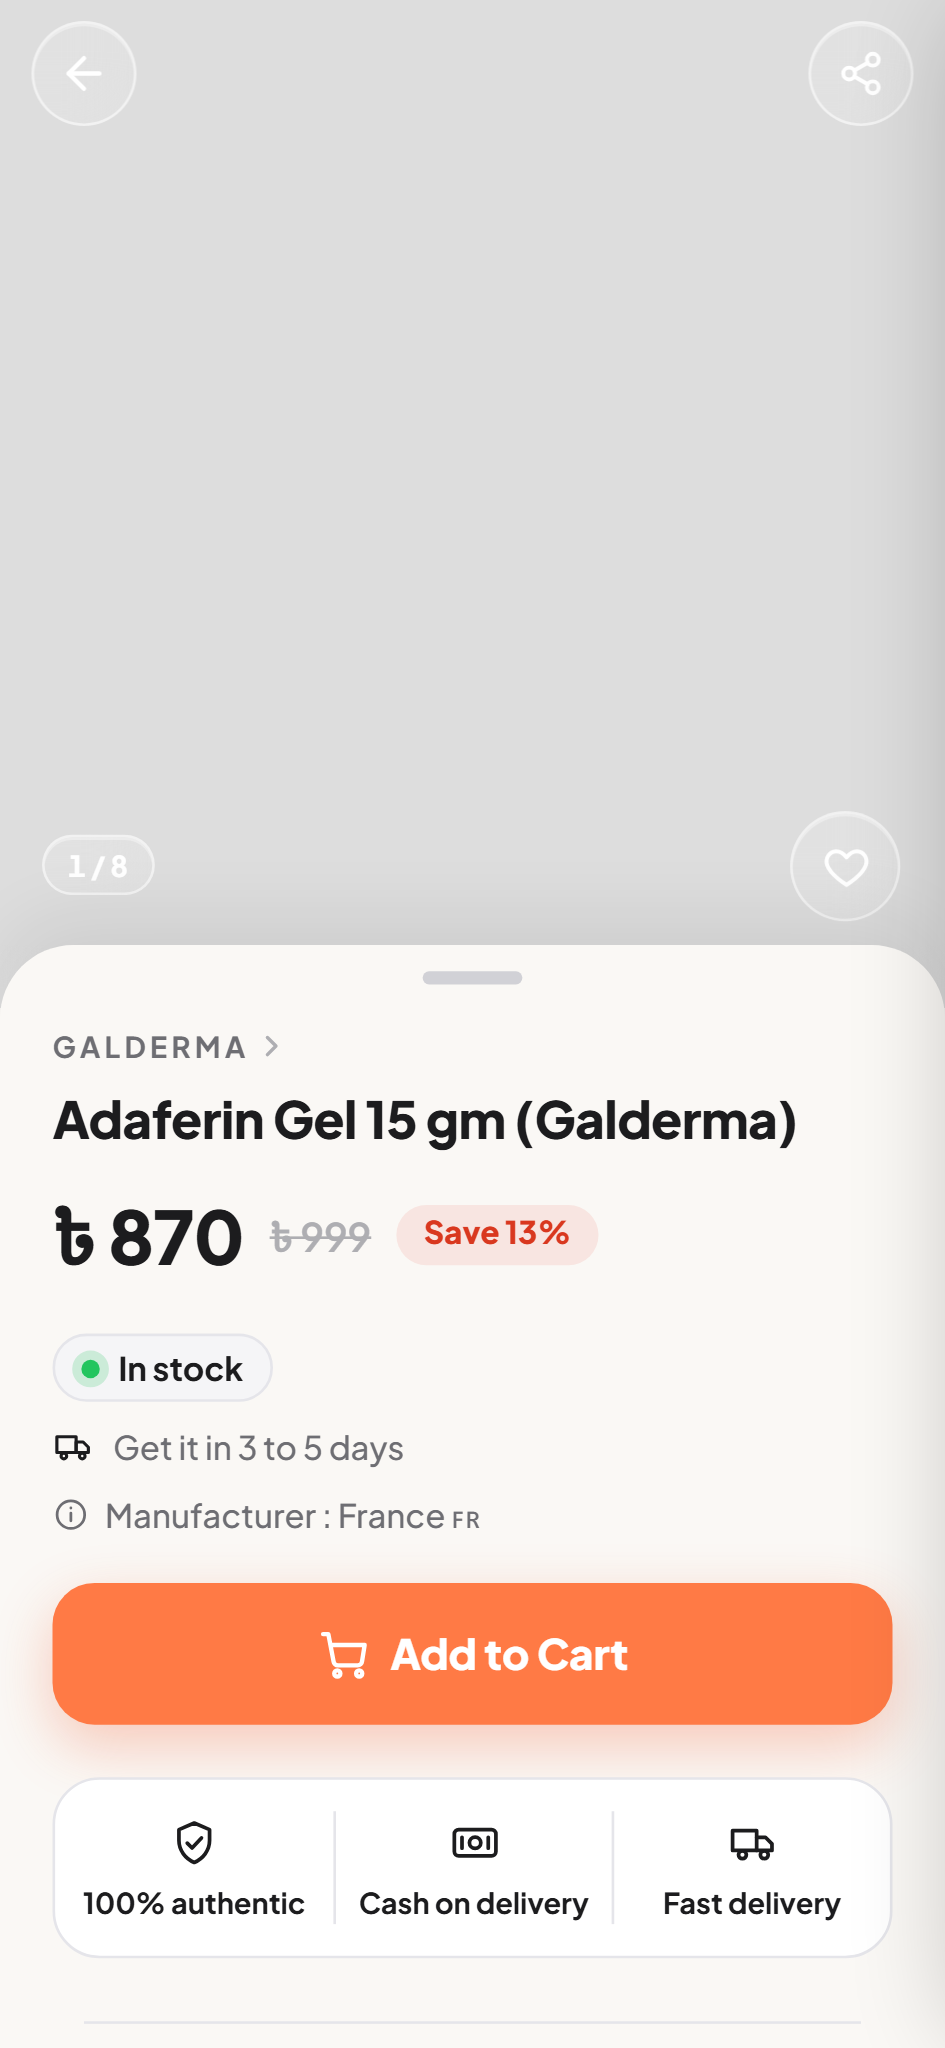 1/8
GALDERMA
Adaferin Gel 15 gm (Galderma)
৳ 870 ৳ 999 Save 13%
In stock
Get it in 3 to 5 days
Manufacturer : France FR
Add to Cart
100% authentic Cash on delivery Fast delivery